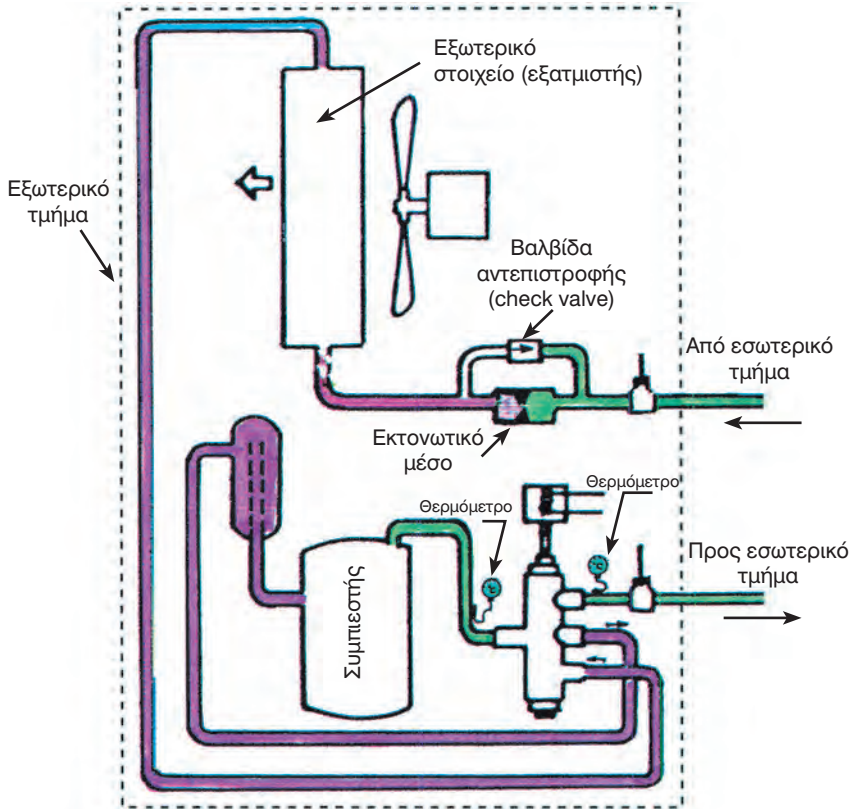 Εξωτερικό
στοιχείο (εξατμιστής)
Εξωτερικό
τμήμα
Βαλβίδα
αντεπιστροφής
(check valve)
Από εσωτερικό
τμήμα
Εκτονωτικό
μέσο
Θερμόμετρο
Θερμόμετρο
Προς εσωτερικό
τμήμα
Συμπιεστής